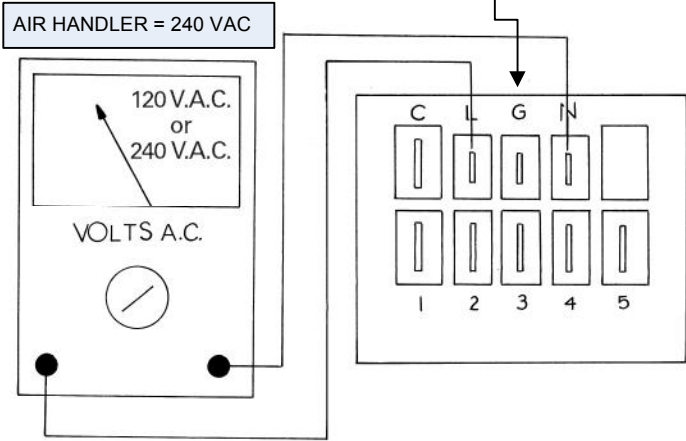 AIR HANDLER = 240 VAC
120 V.A.C.
or
240 V.A.C.
VOLTS A.C.
C L G N
1 2 3 4 5